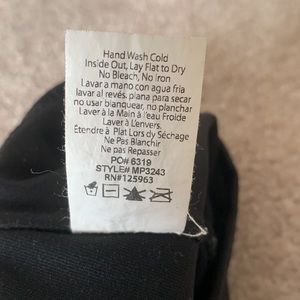 Hand Wash Cold
Inside Out, Lay Flat to Dry
No Bleach, No Iron
Lavar a mano con agua fria
lavar al revés. plana para secar
no usar blanquear, no planchar
Laver à la Main à l'eau Froide
Laver à L'envers.
Étendre à Plat Lors du Séchage
Ne Pas Blanchir
Ne pas Repasser
PO# 6319
STYLE# MP3243
RN#125963